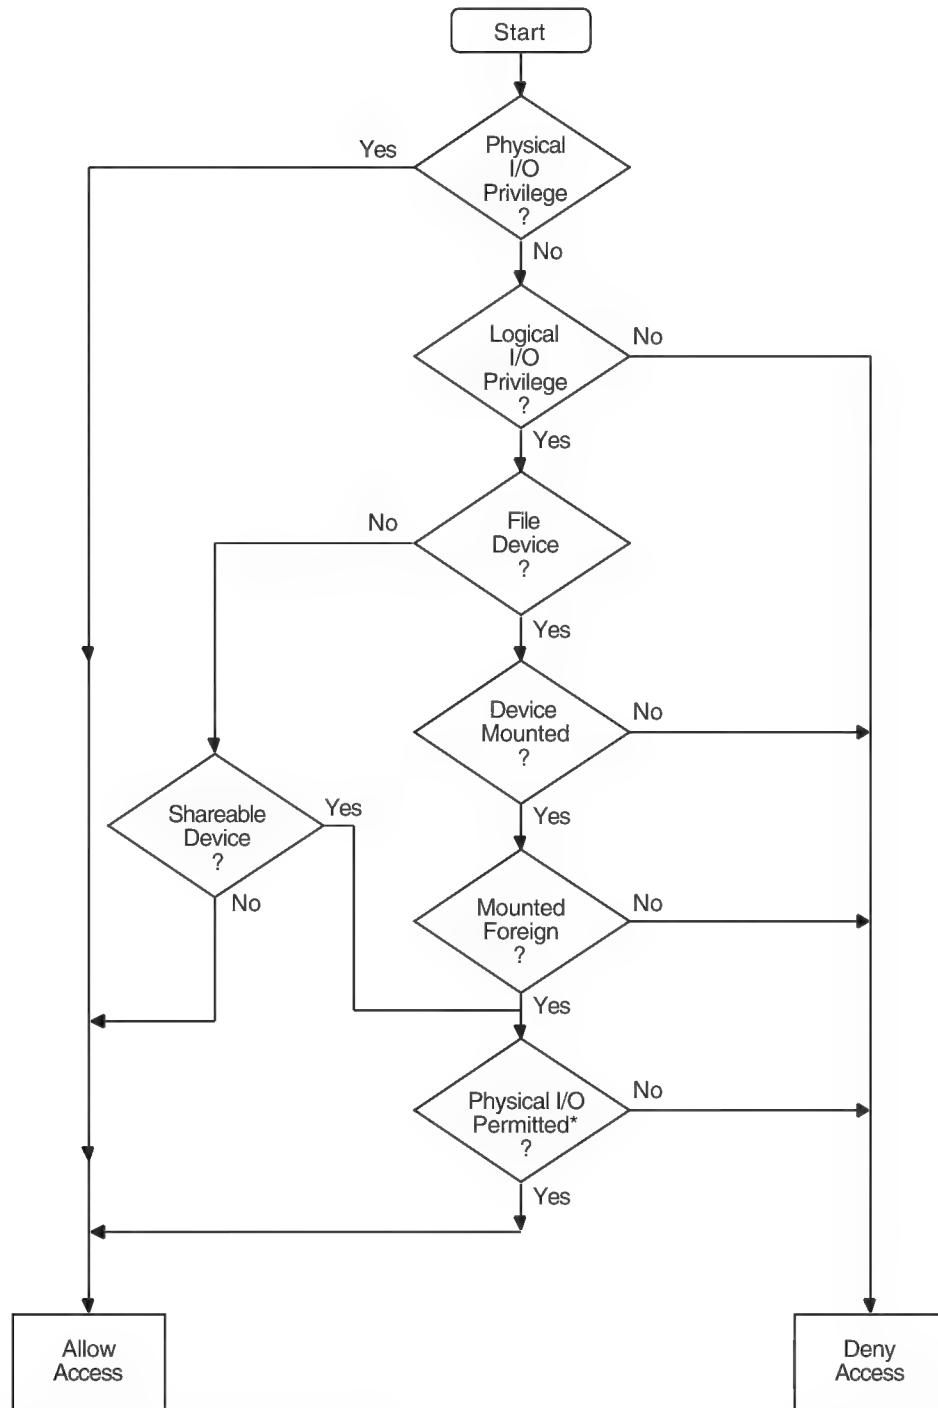 Start
Yes
Physical
I/O
Privilege
?
No
Logical
I/O
Privilege
?
No
Yes
No
File
Device
?
Yes
Device
Mounted
?
No
Yes
Shareable
Device
?
Yes
No
Mounted
Foreign
?
No
Yes
Physical I/O
Permitted*
?
No
Yes
Allow
Access
Deny
Access